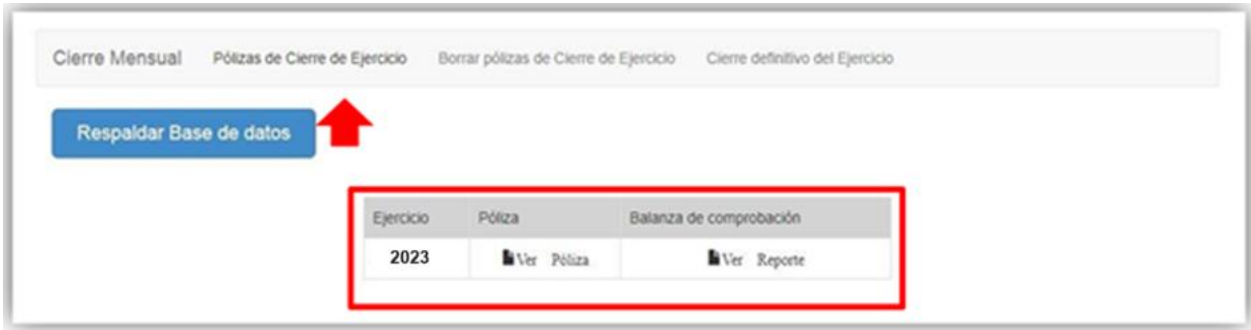 Cierre Mensual Pólizas de Cierre de Ejercicio Borrar pólizas de Cierre de Ejercicio Cierre definitivo del Ejercicio
Respaldar Base de datos
Ejercicio Póliza Balanza de comprobación
2023 Ver Póliza Ver Reporte